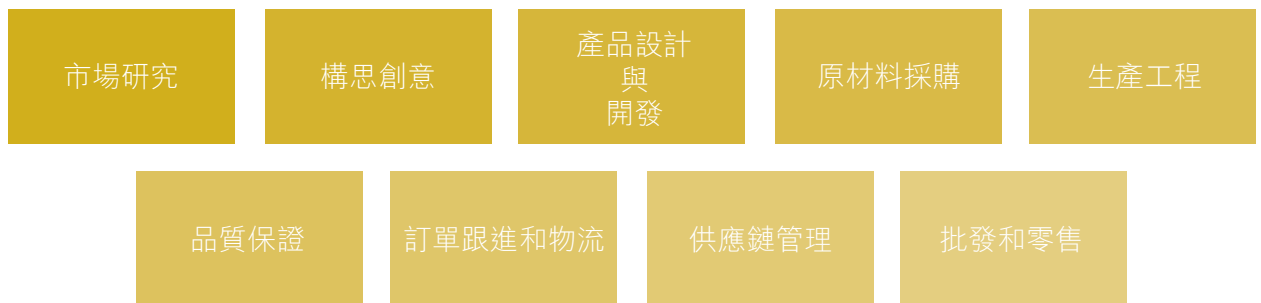 市場研究
構思創意
產品設計
與
開發
原材料採購
生產工程
品質保證
訂單跟進和物流
供應鏈管理
批發和零售